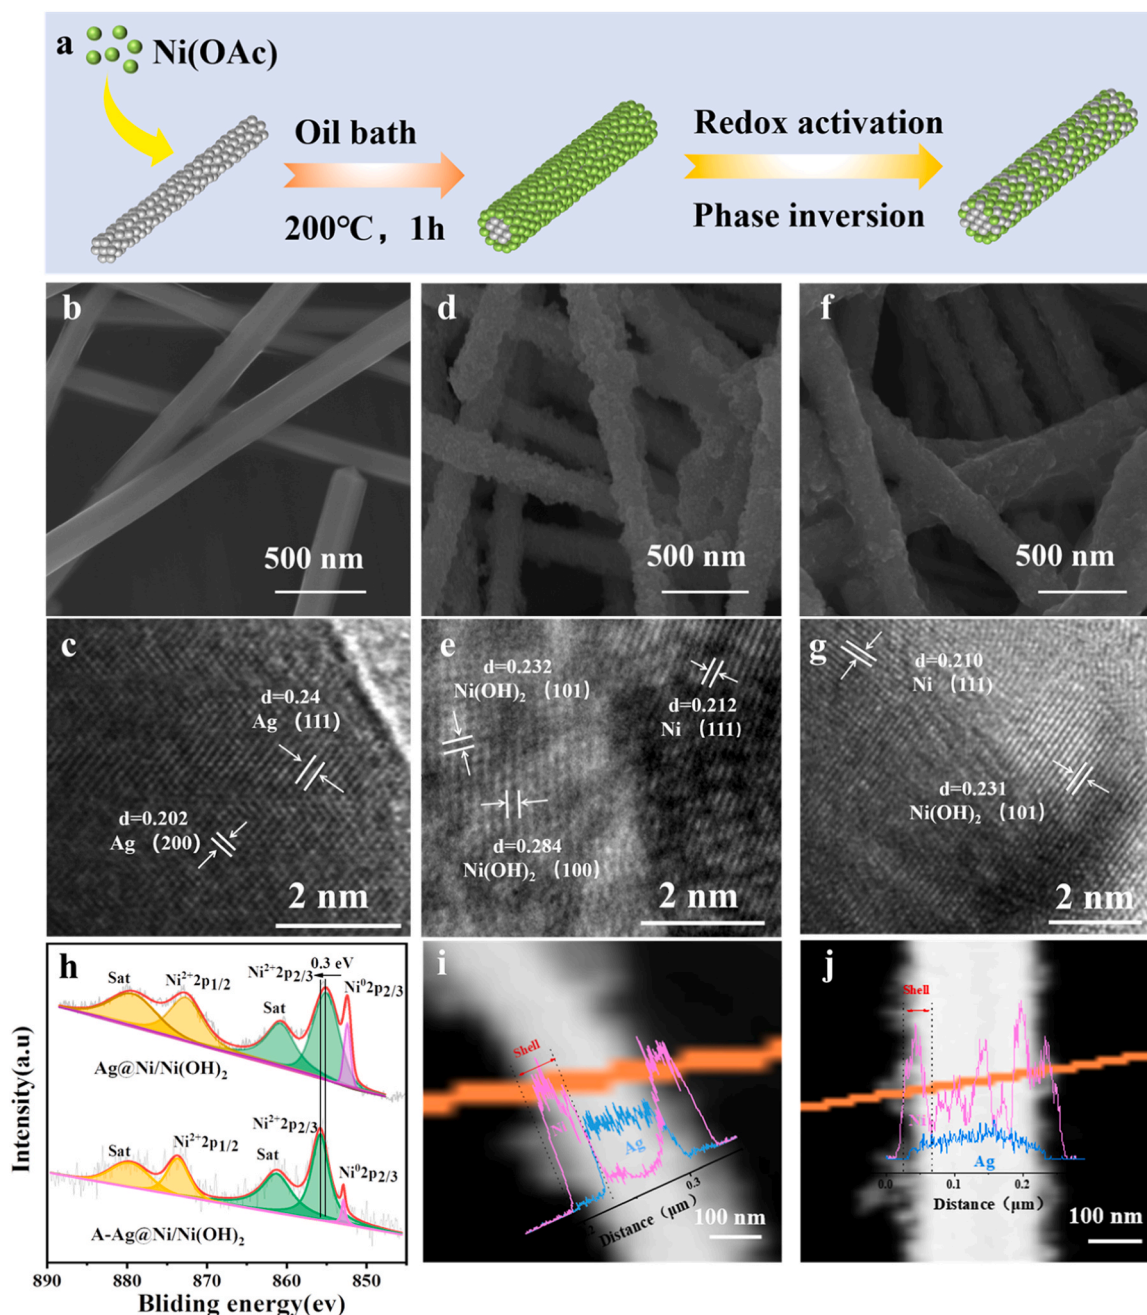 a
Ni(OAc)
Oil bath
200℃, 1h
Redox activation
Phase inversion
b
500 nm
d
500 nm
f
500 nm
c
d=0.24
Ag (111)
d=0.202
Ag (200)
2 nm
e
d=0.232
Ni(OH)₂ (101)
d=0.212
Ni (111)
d=0.284
Ni(OH)₂ (100)
2 nm
g
d=0.210
Ni (111)
d=0.231
Ni(OH)₂ (101)
2 nm
h
0.3 eV
Sat
Ni²⁺2p₁/₂
Sat
Ni²⁺2p₂/₃
Ni⁰2p₂/₃
Ag@Ni/Ni(OH)₂
Sat
Ni²⁺2p₁/₂
Sat
Ni²⁺2p₂/₃
Ni⁰2p₂/₃
A-Ag@Ni/Ni(OH)₂
Intensity(a.u)
890 880 870 860 850
Bliding energy(ev)
i
Shell
Ag
0.3
Distance (μm)
100 nm
j
Shell
Ni
Ag
0.0 0.1 0.2
Distance (μm)
100 nm